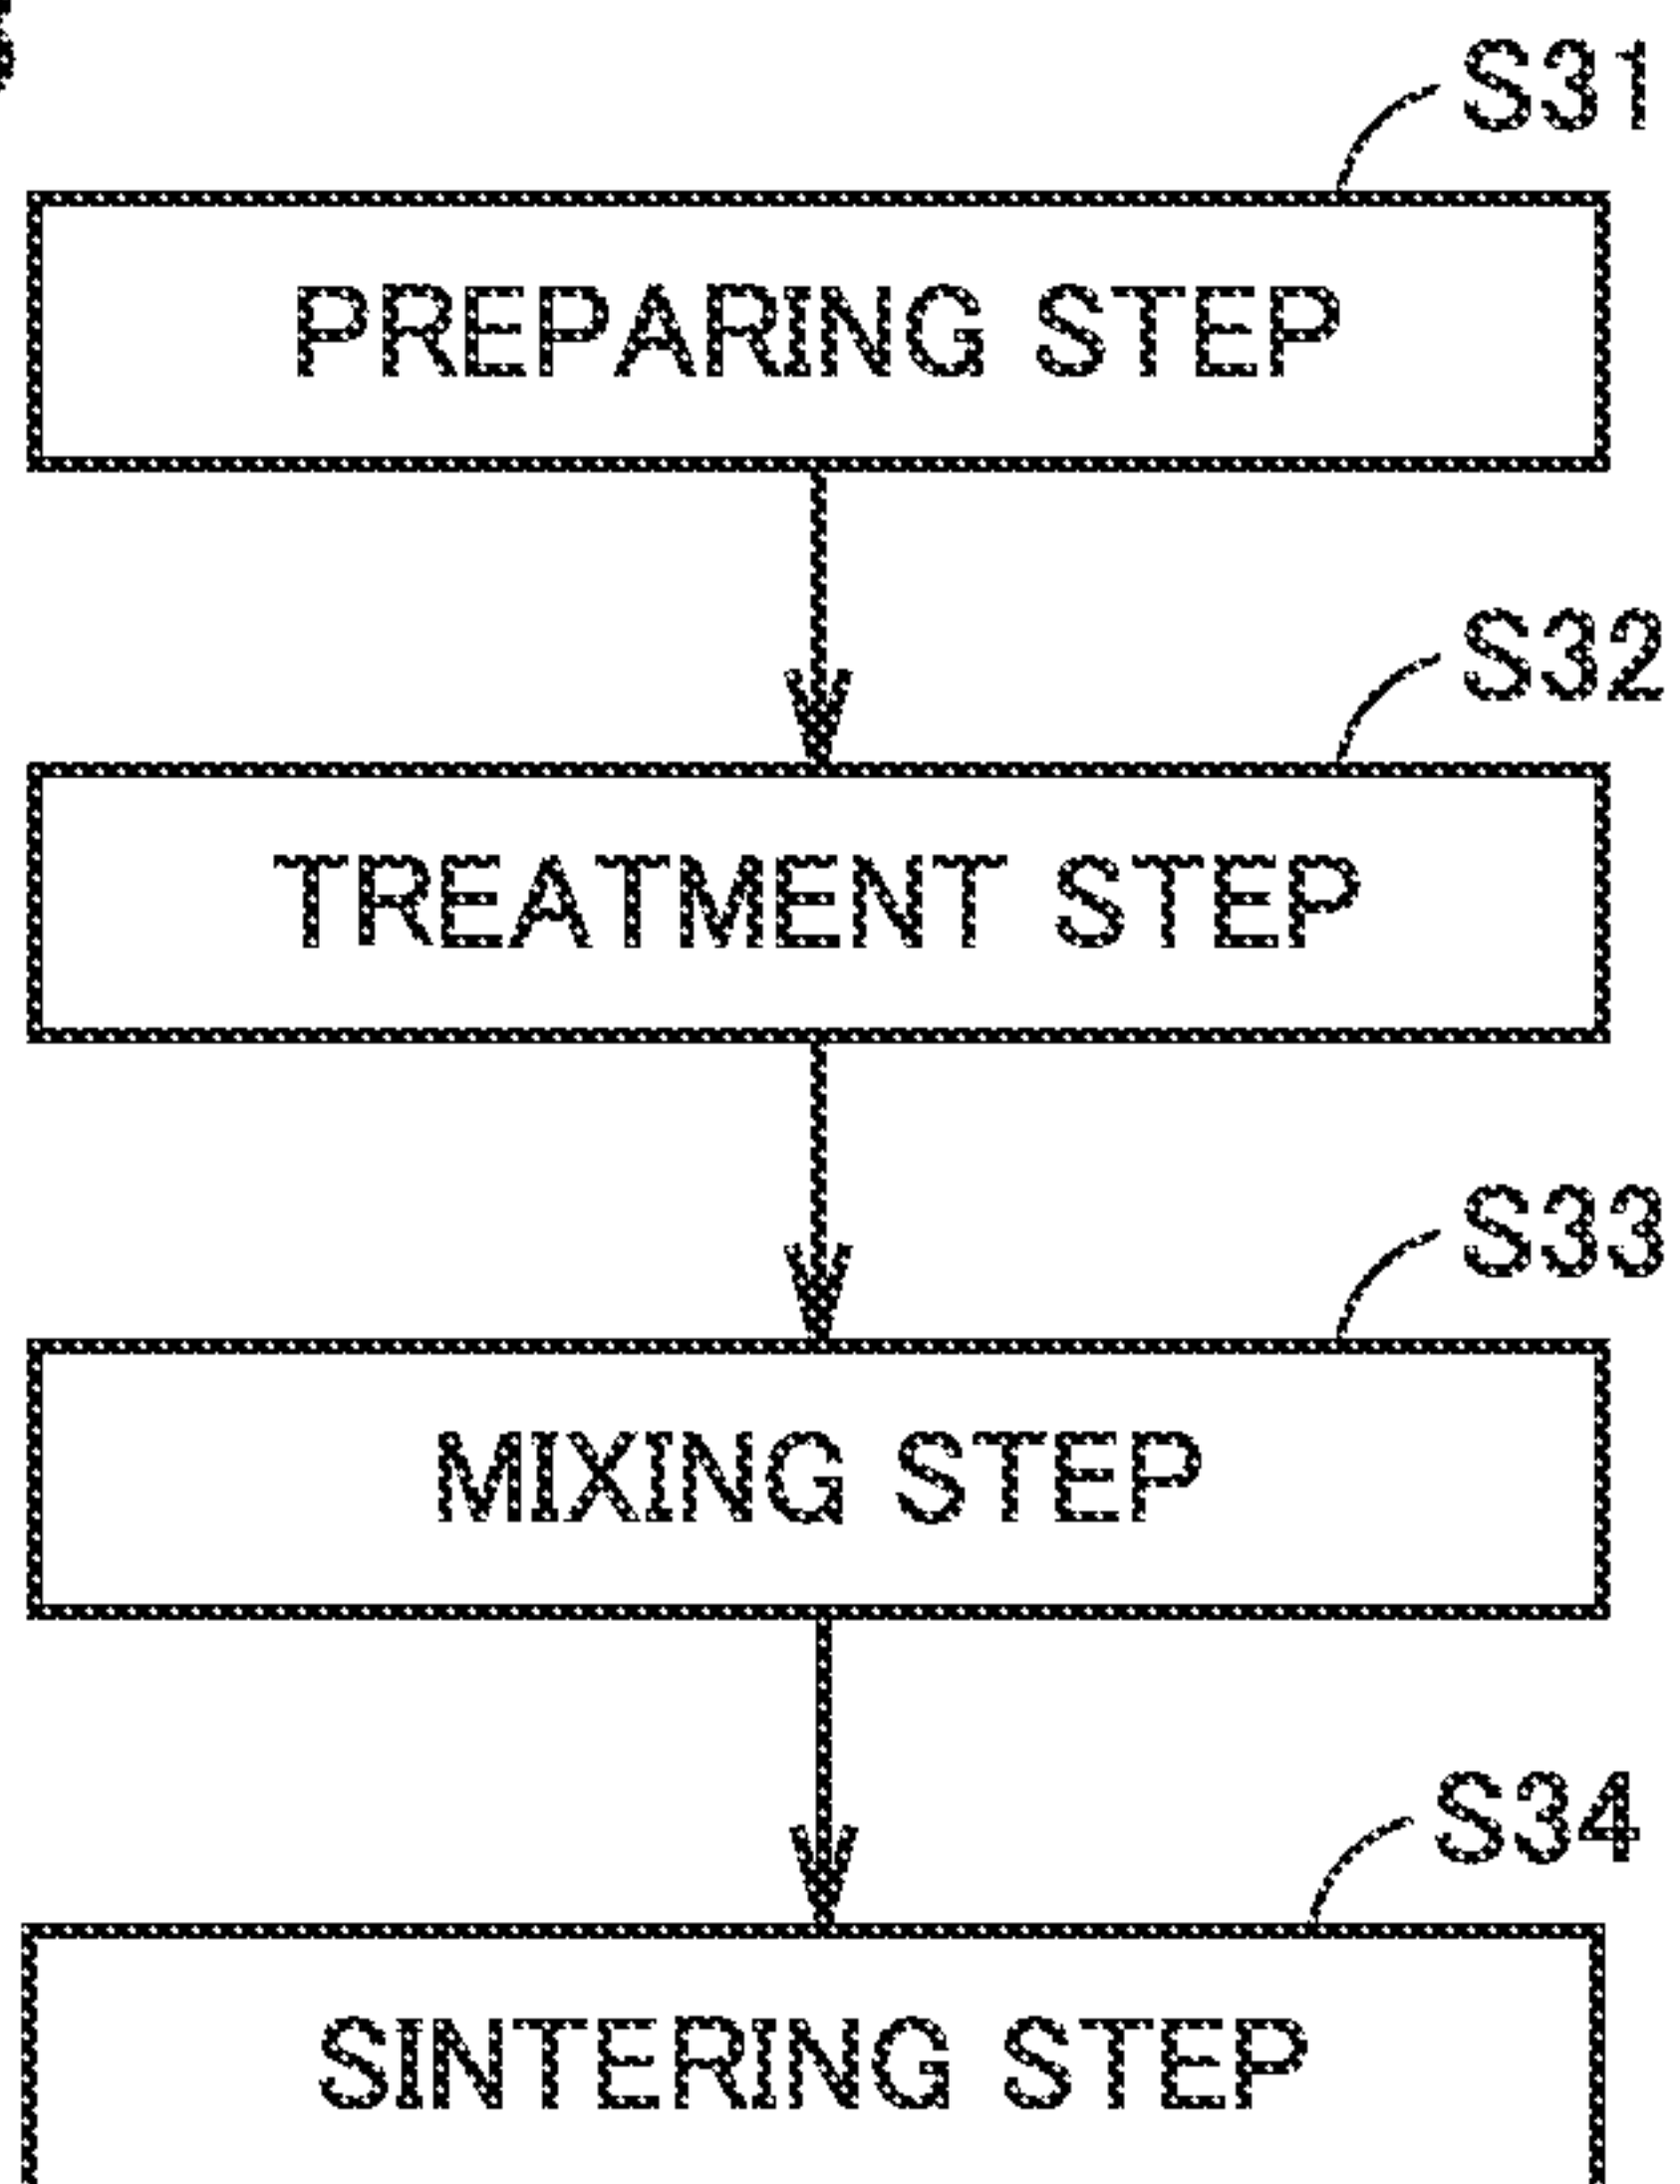 S31
PREPARING STEP
S32
TREATMENT STEP
S33
MIXING STEP
S34
SINTERING STEP